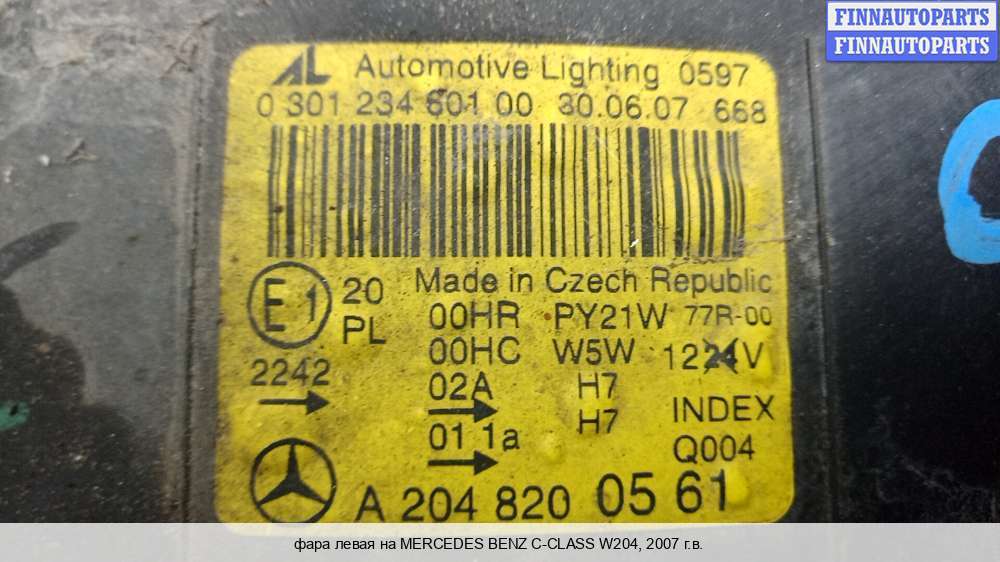 FINNAUTOPARTS
FINNAUTOPARTS
AL Automotive Lighting 0597
0 301 234 601 00 30.06.07 668
E1 20 PL
Made in Czech Republic
00HR PY21W 77R-00
00HC W5W 1224V
2242
02A H7
01 1a H7
INDEX
Q004
A 204 820 05 61
фара левая на MERCEDES BENZ C-CLASS W204, 2007 г.в.